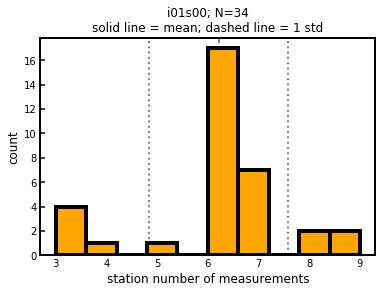 i01s00; N=34
solid line = mean; dashed line = 1 std
16
14
12
10
8
6
4
2
0
count
3 4 5 6 7 8 9
station number of measurements